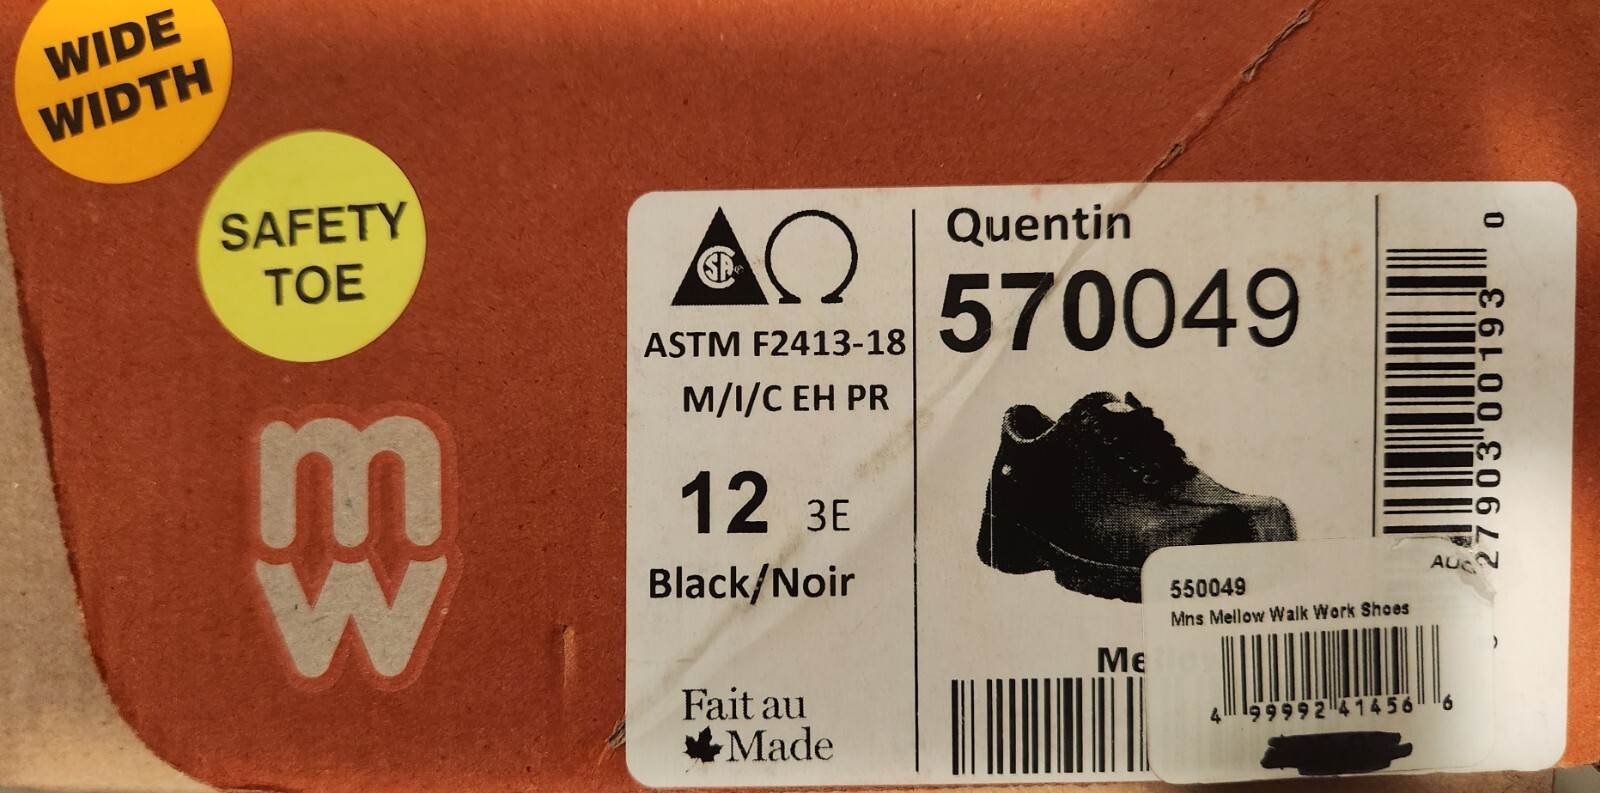 WIDE
WIDTH
SAFETY
TOE
mw
CSA®
ASTM F2413-18
M/I/C EH PR
12 3E
Black/Noir
Fait au
Made
Quentin
570049
0
27903 00193
550049
Mns Mellow Walk Work Shoes
4 99992 41456 6